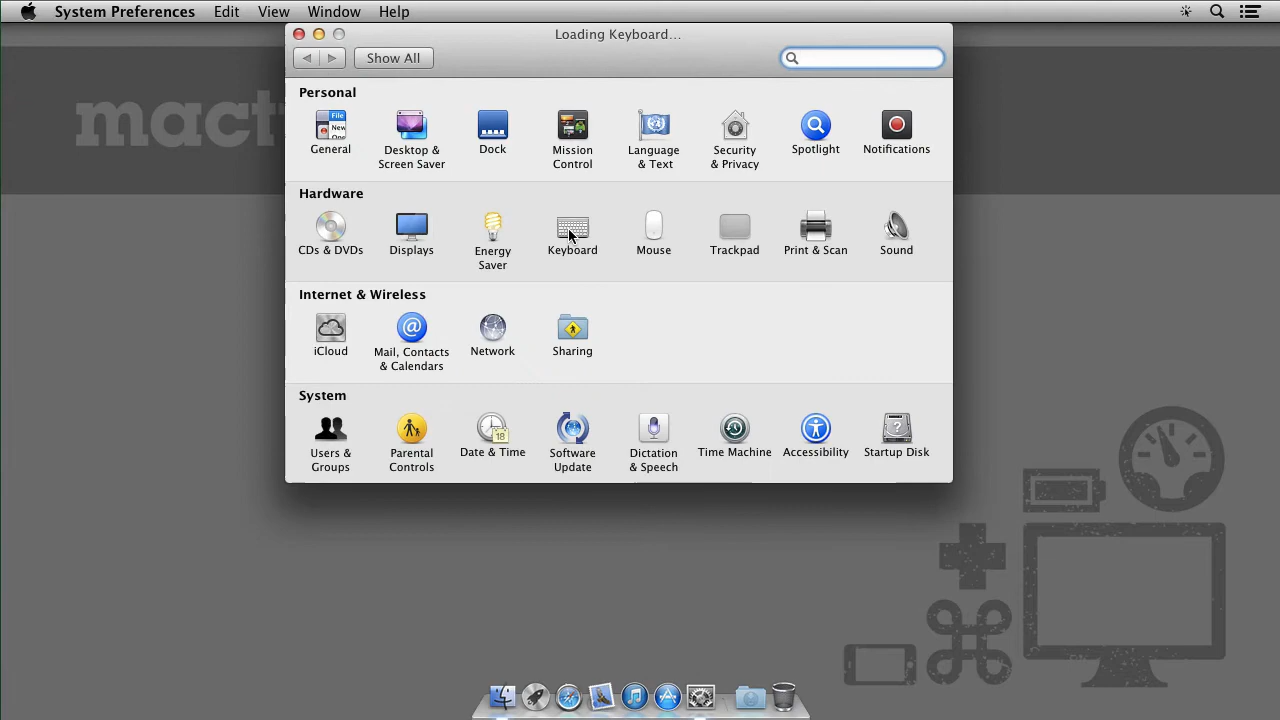 System Preferences Edit View Window Help
Loading Keyboard...
Show All
Personal
General
Desktop & Screen Saver
Dock
Mission Control
Language & Text
Security & Privacy
Spotlight
Notifications
Hardware
CDs & DVDs
Displays
Energy Saver
Keyboard
Mouse
Trackpad
Print & Scan
Sound
Internet & Wireless
iCloud
Mail, Contacts & Calendars
Network
Sharing
System
Users & Groups
Parental Controls
Date & Time
Software Update
Dictation & Speech
Time Machine
Accessibility
Startup Disk